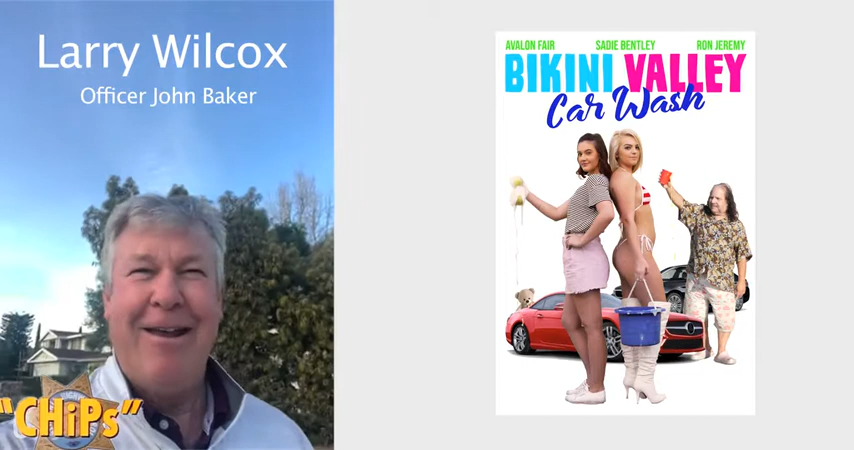 Larry Wilcox
Officer John Baker
"CHiPs"
AVALON FAIR SADIE BENTLEY RON JEREMY
BIKINI VALLEY
Car Wash